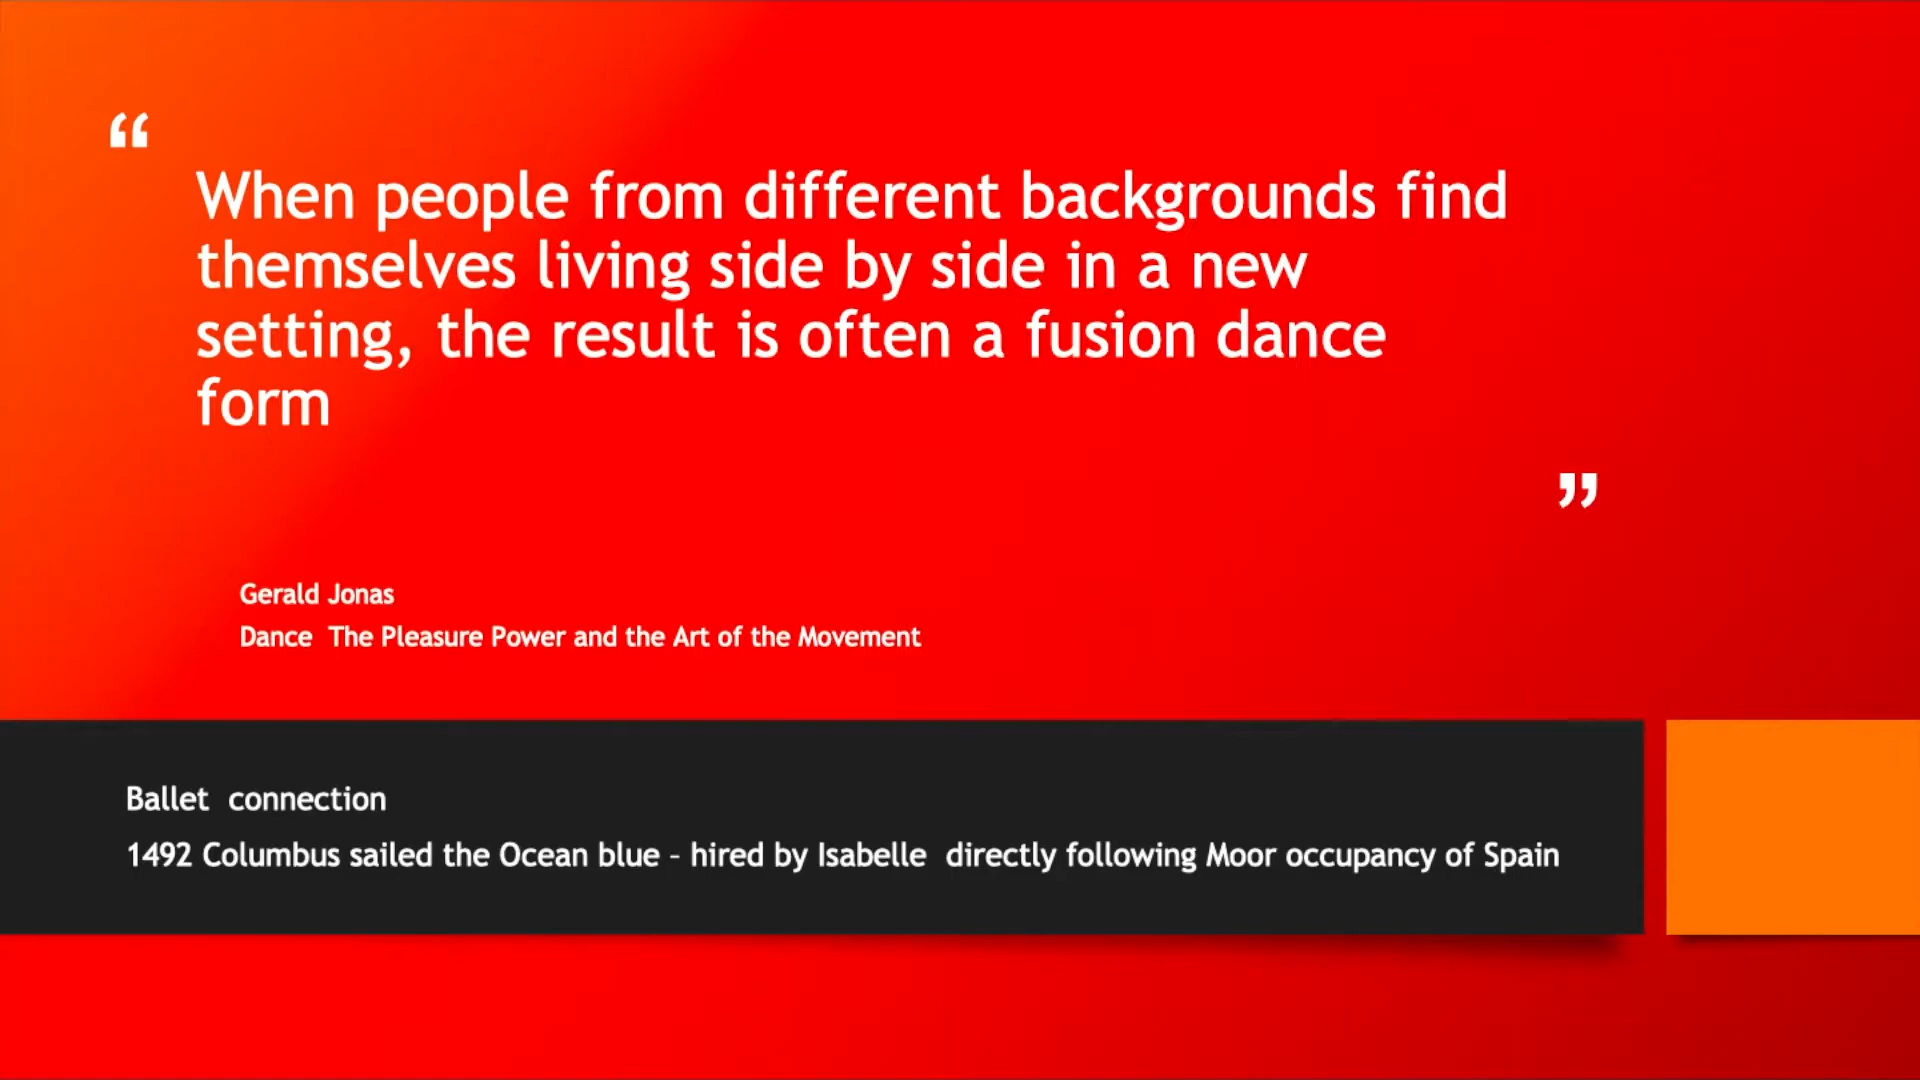 “
When people from different backgrounds find
themselves living side by side in a new
setting, the result is often a fusion dance
form
”
Gerald Jonas
Dance  The Pleasure Power and the Art of the Movement
Ballet  connection
1492 Columbus sailed the Ocean blue – hired by Isabelle  directly following Moor occupancy of Spain